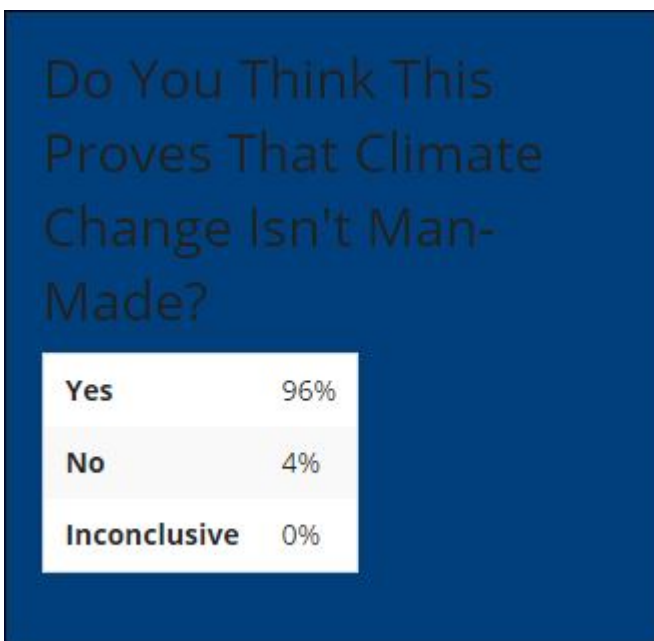 Do You Think This
Proves That Climate
Change Isn't Man-
Made?
Yes 96%
No 4%
Inconclusive 0%